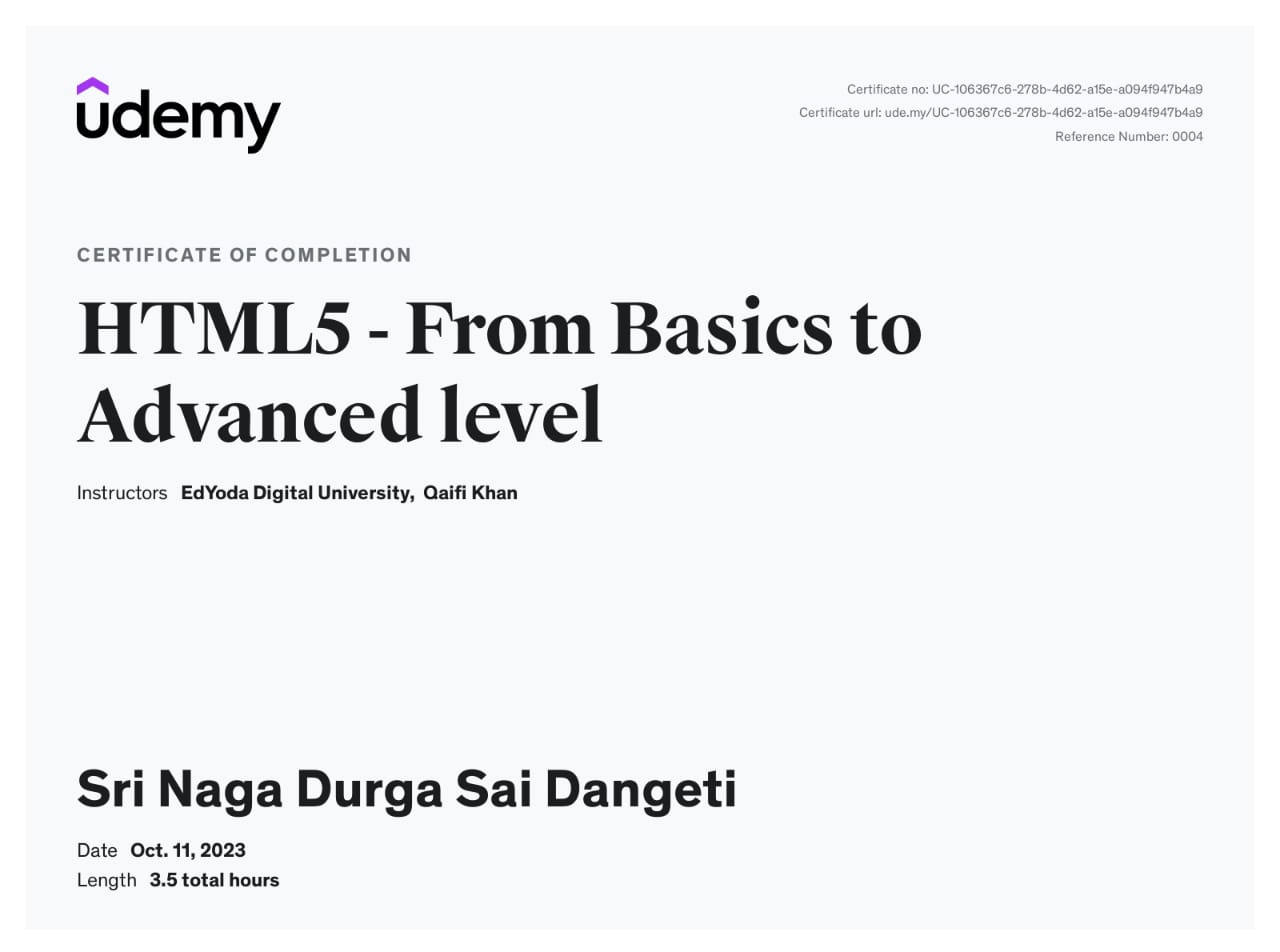 udemy
Certificate no: UC-106367c6-278b-4d62-a15e-a094f947b4a9
Certificate url: ude.my/UC-106367c6-278b-4d62-a15e-a094f947b4a9
Reference Number: 0004
CERTIFICATE OF COMPLETION
HTML5 - From Basics to
Advanced level
Instructors EdYoda Digital University, Qaifi Khan
Sri Naga Durga Sai Dangeti
Date Oct. 11, 2023
Length 3.5 total hours